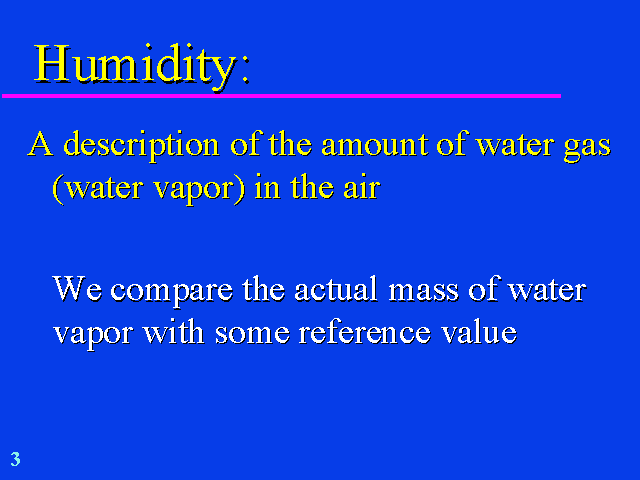 Humidity:
A description of the amount of water gas
(water vapor) in the air
We compare the actual mass of water
vapor with some reference value
3